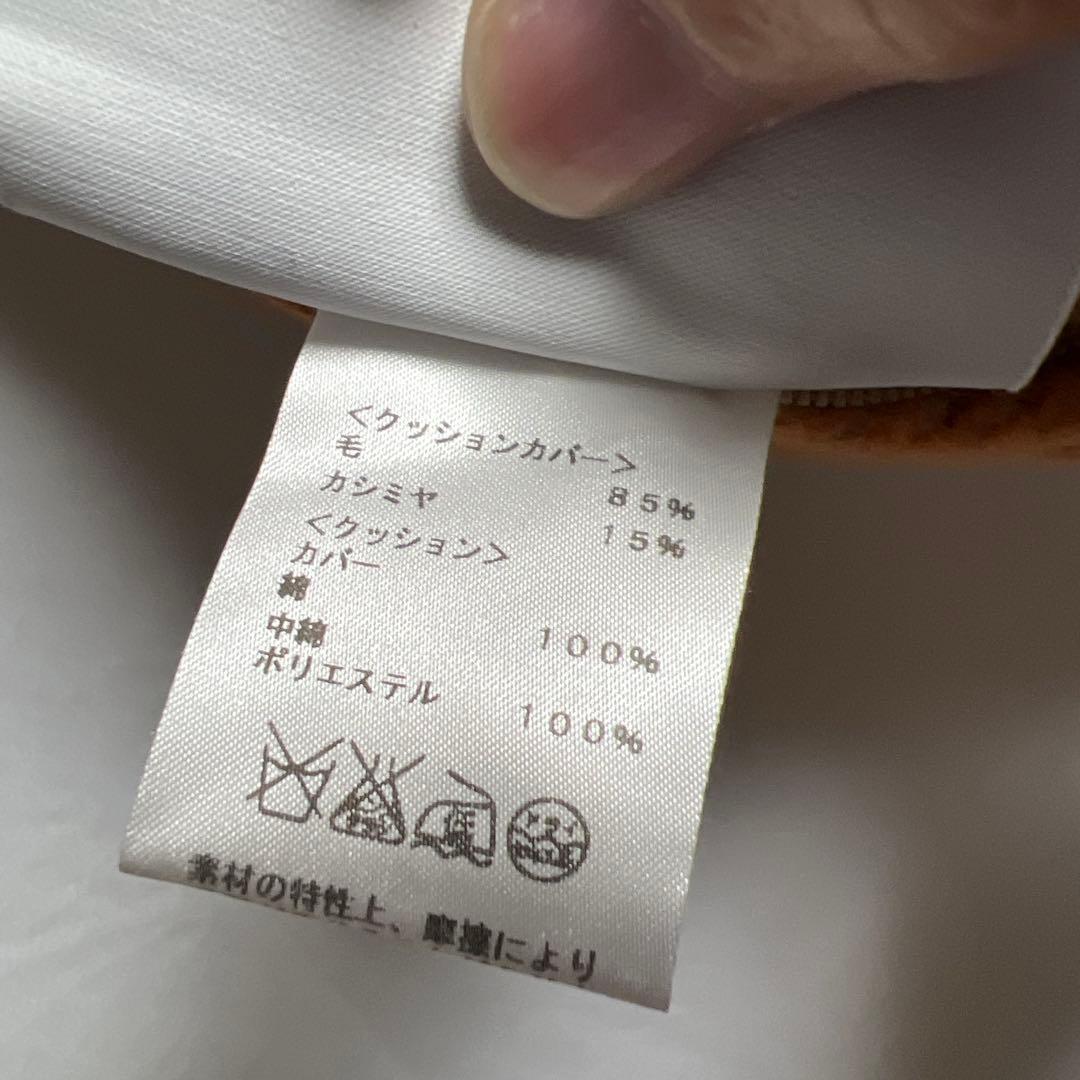 <クッションカバー>
毛 85%
カシミヤ 15%
<クッション>
カバー
綿 100%
中綿
ポリエステル 100%
低
素材の特性上、摩擦により